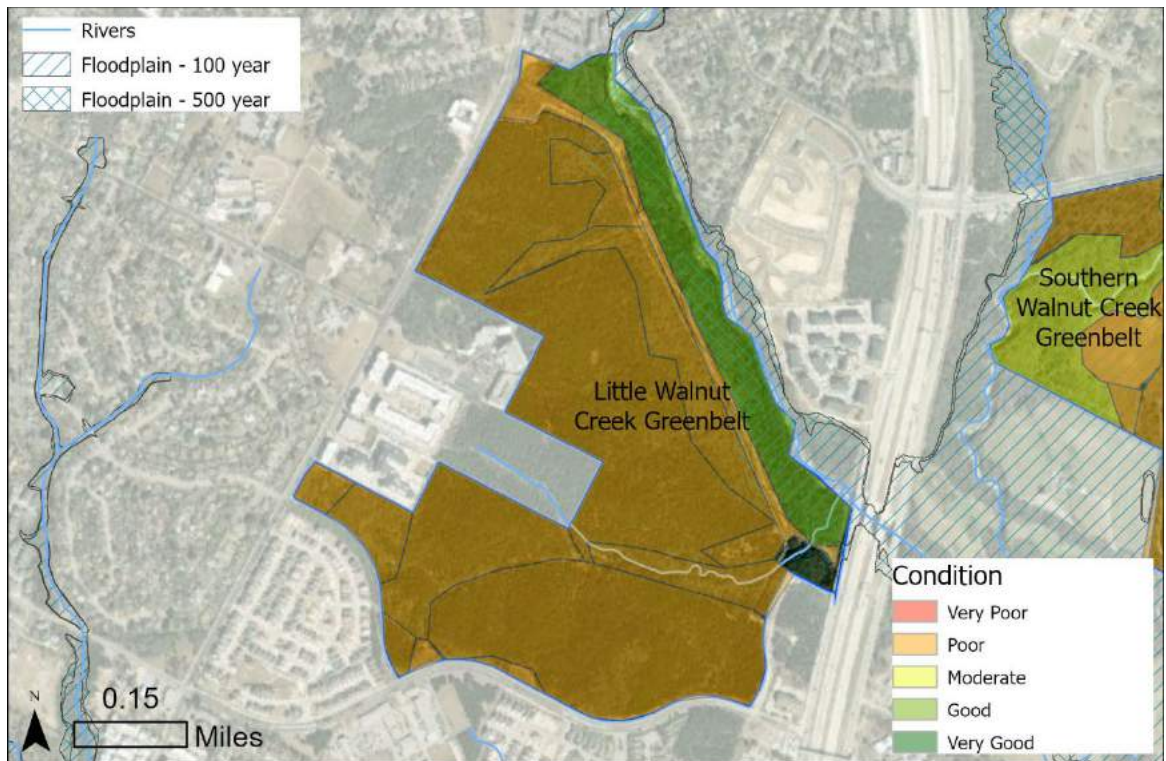 Rivers
Floodplain - 100 year
Floodplain - 500 year
Southern
Walnut Creek
Greenbelt
Little Walnut
Creek Greenbelt
Condition
Very Poor
Poor
Moderate
Good
Very Good
N
0.15
Miles